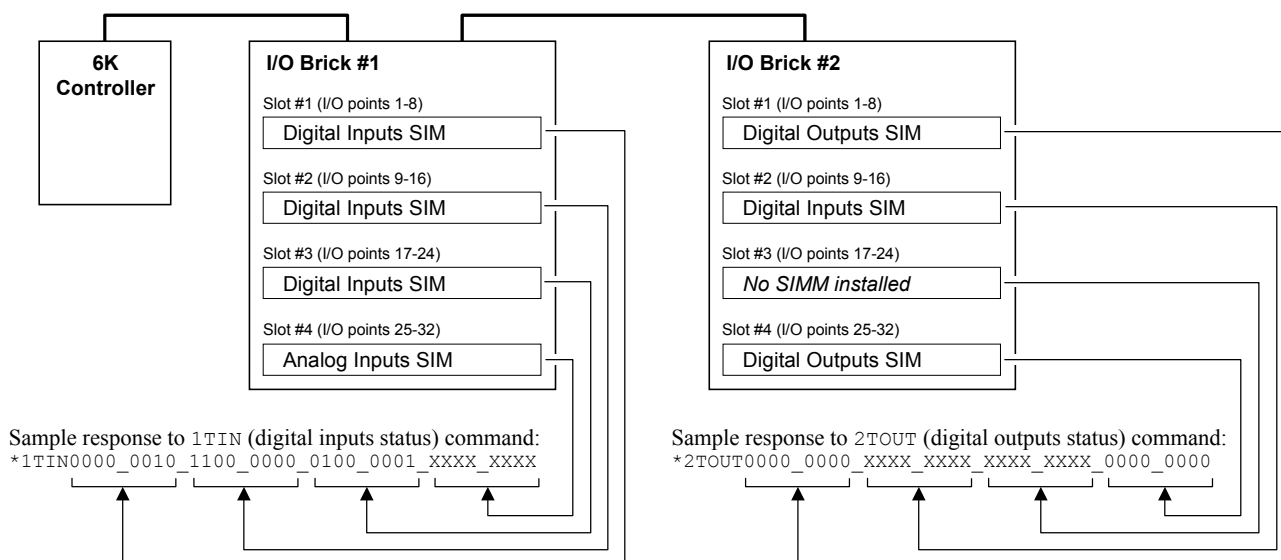 6K
Controller
I/O Brick #1
Slot #1 (I/O points 1-8)
Digital Inputs SIM
Slot #2 (I/O points 9-16)
Digital Inputs SIM
Slot #3 (I/O points 17-24)
Digital Inputs SIM
Slot #4 (I/O points 25-32)
Analog Inputs SIM
I/O Brick #2
Slot #1 (I/O points 1-8)
Digital Outputs SIM
Slot #2 (I/O points 9-16)
Digital Inputs SIM
Slot #3 (I/O points 17-24)
No SIMM installed
Slot #4 (I/O points 25-32)
Digital Outputs SIM
Sample response to 1TIN (digital inputs status) command:
*1TIN0000_0010_1100_0000_0100_0001_XXXX_XXXX
Sample response to 2TOUT (digital outputs status) command:
*2TOUT0000_0000_XXXX_XXXX_XXXX_XXXX_0000_0000